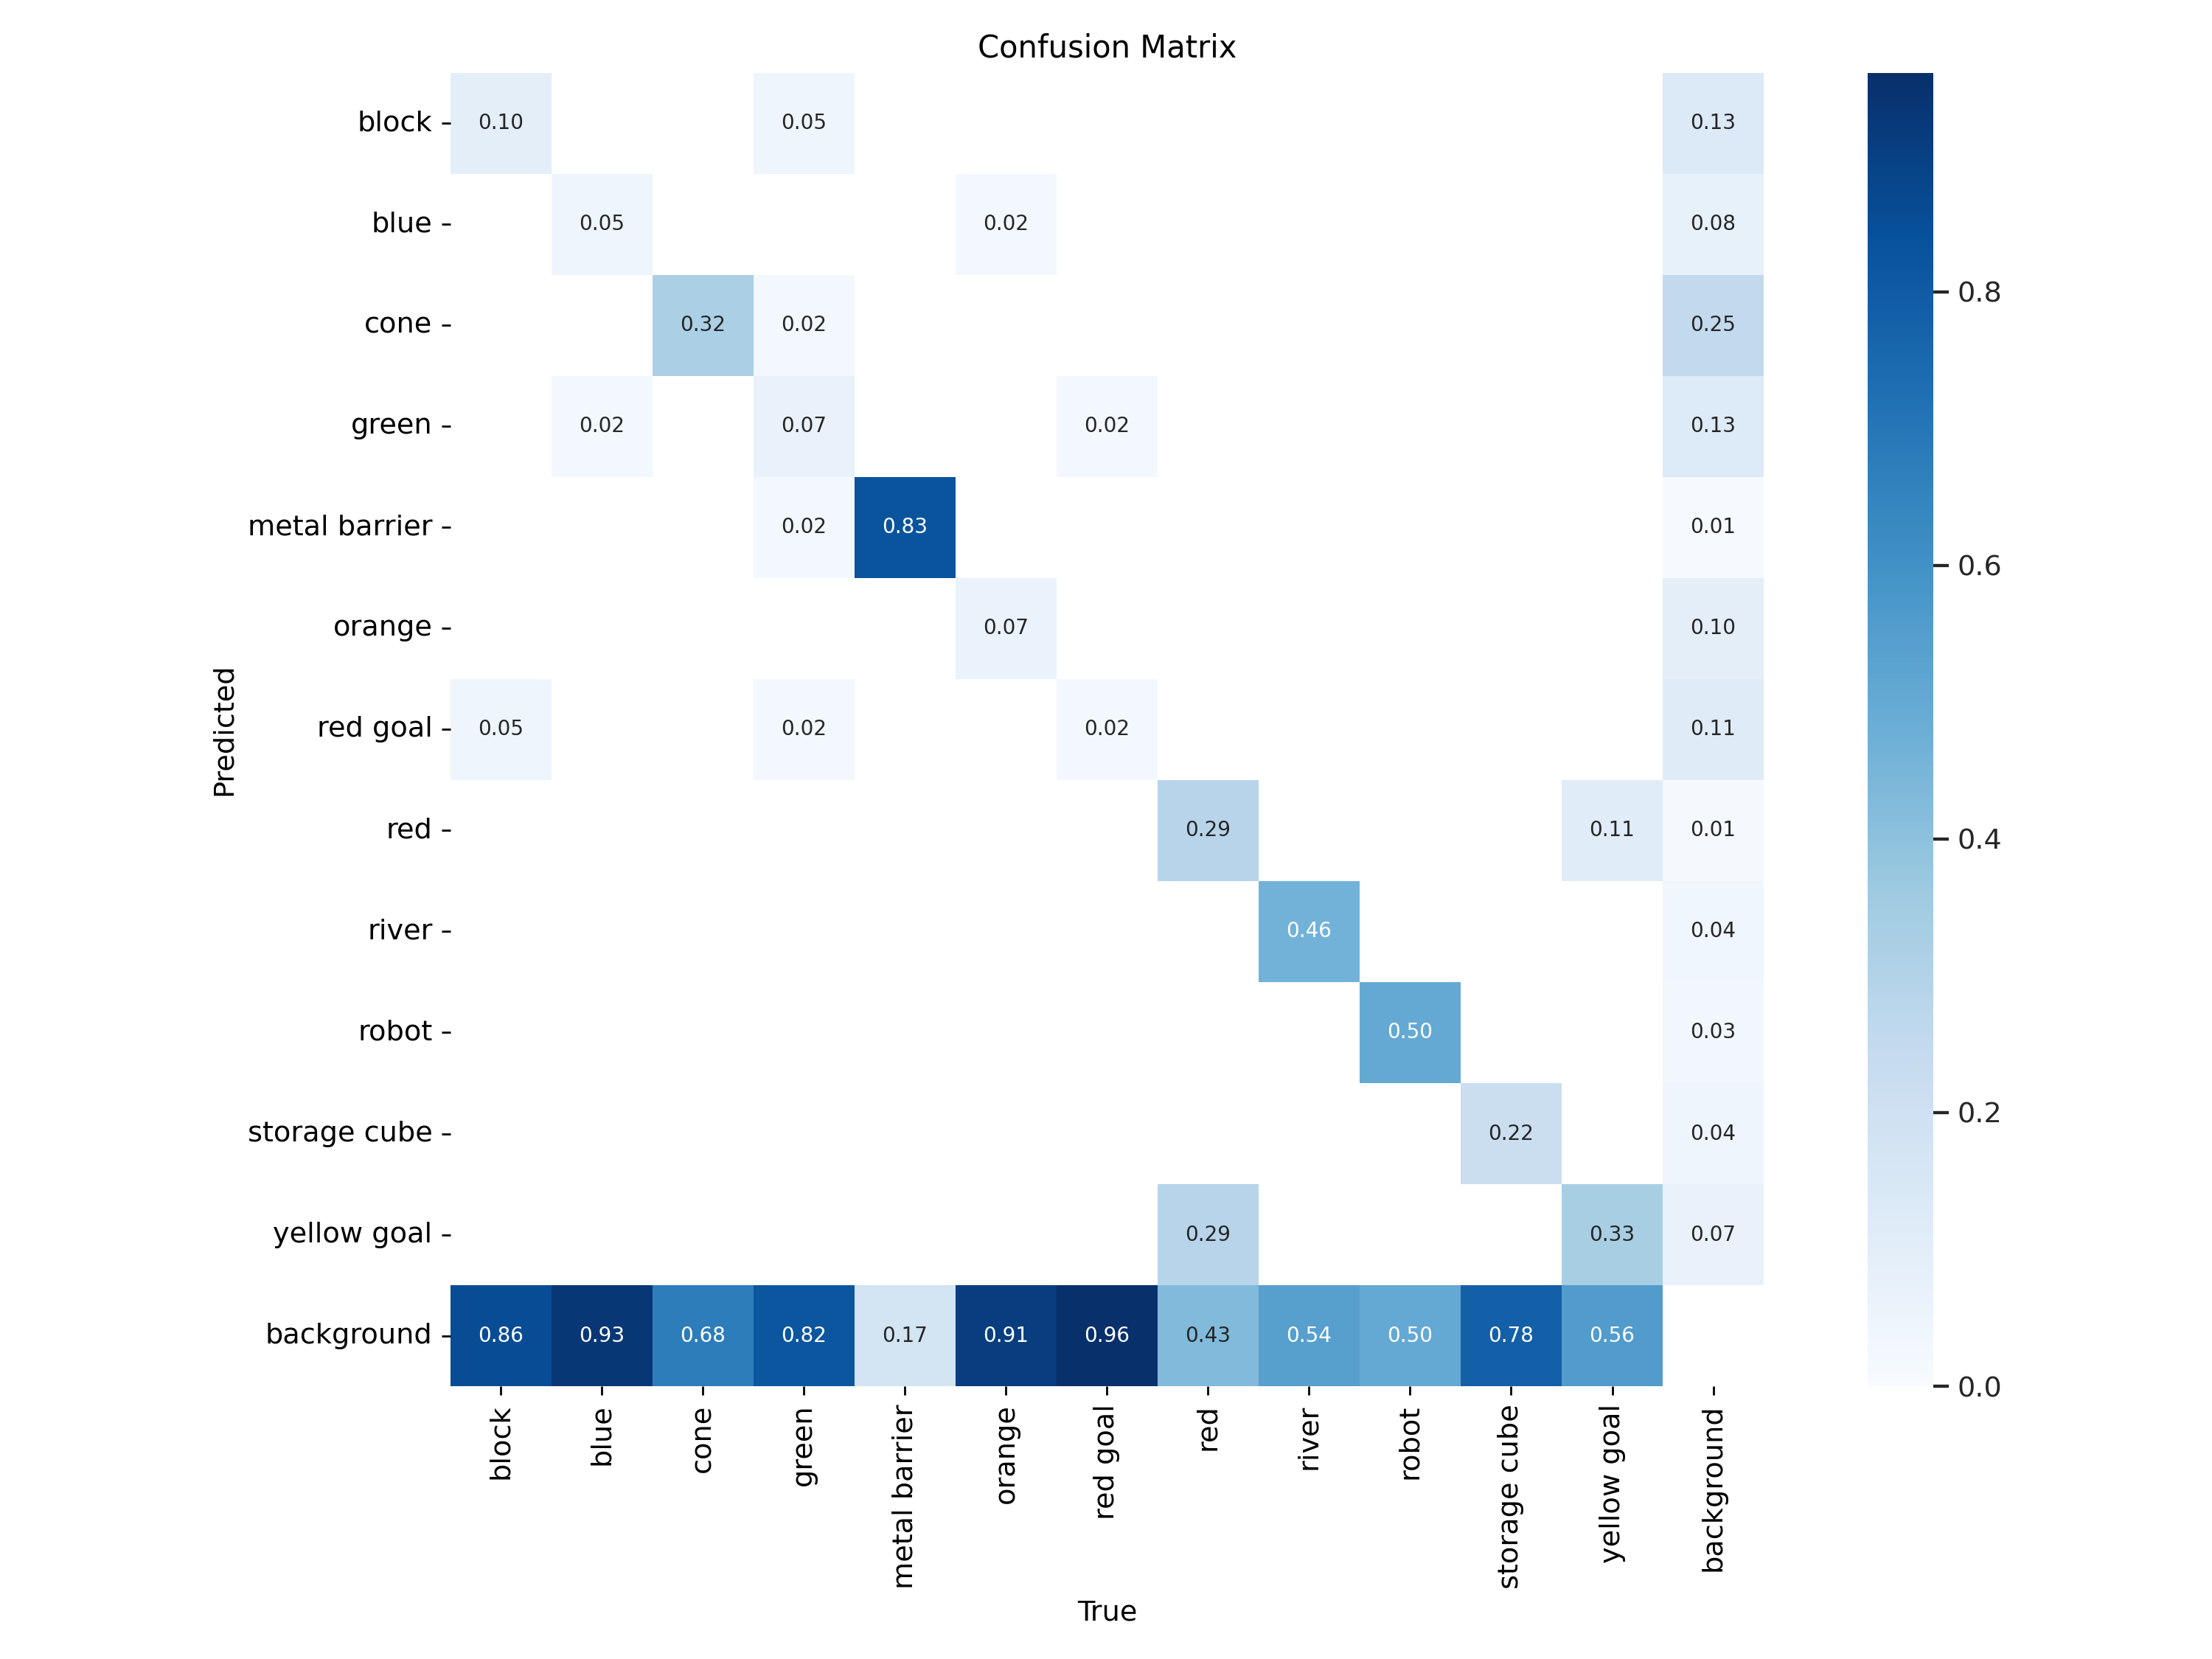 Confusion Matrix
block 0.10 0.05 0.13
blue 0.05 0.02 0.08
0.8
cone 0.32 0.02 0.25
green 0.02 0.07 0.02 0.13
metal barrier 0.02 0.83 0.01
0.6
orange 0.07 0.10
Predicted
red goal 0.05 0.02 0.02 0.11
red 0.29 0.11 0.01
0.4
river 0.46 0.04
robot 0.50 0.03
0.2
storage cube 0.22 0.04
yellow goal 0.29 0.33 0.07
background 0.86 0.93 0.68 0.82 0.17 0.91 0.96 0.43 0.54 0.50 0.78 0.56
0.0
block
blue
cone
green
metal barrier
orange
red goal
red
river
robot
storage cube
yellow goal
background
True